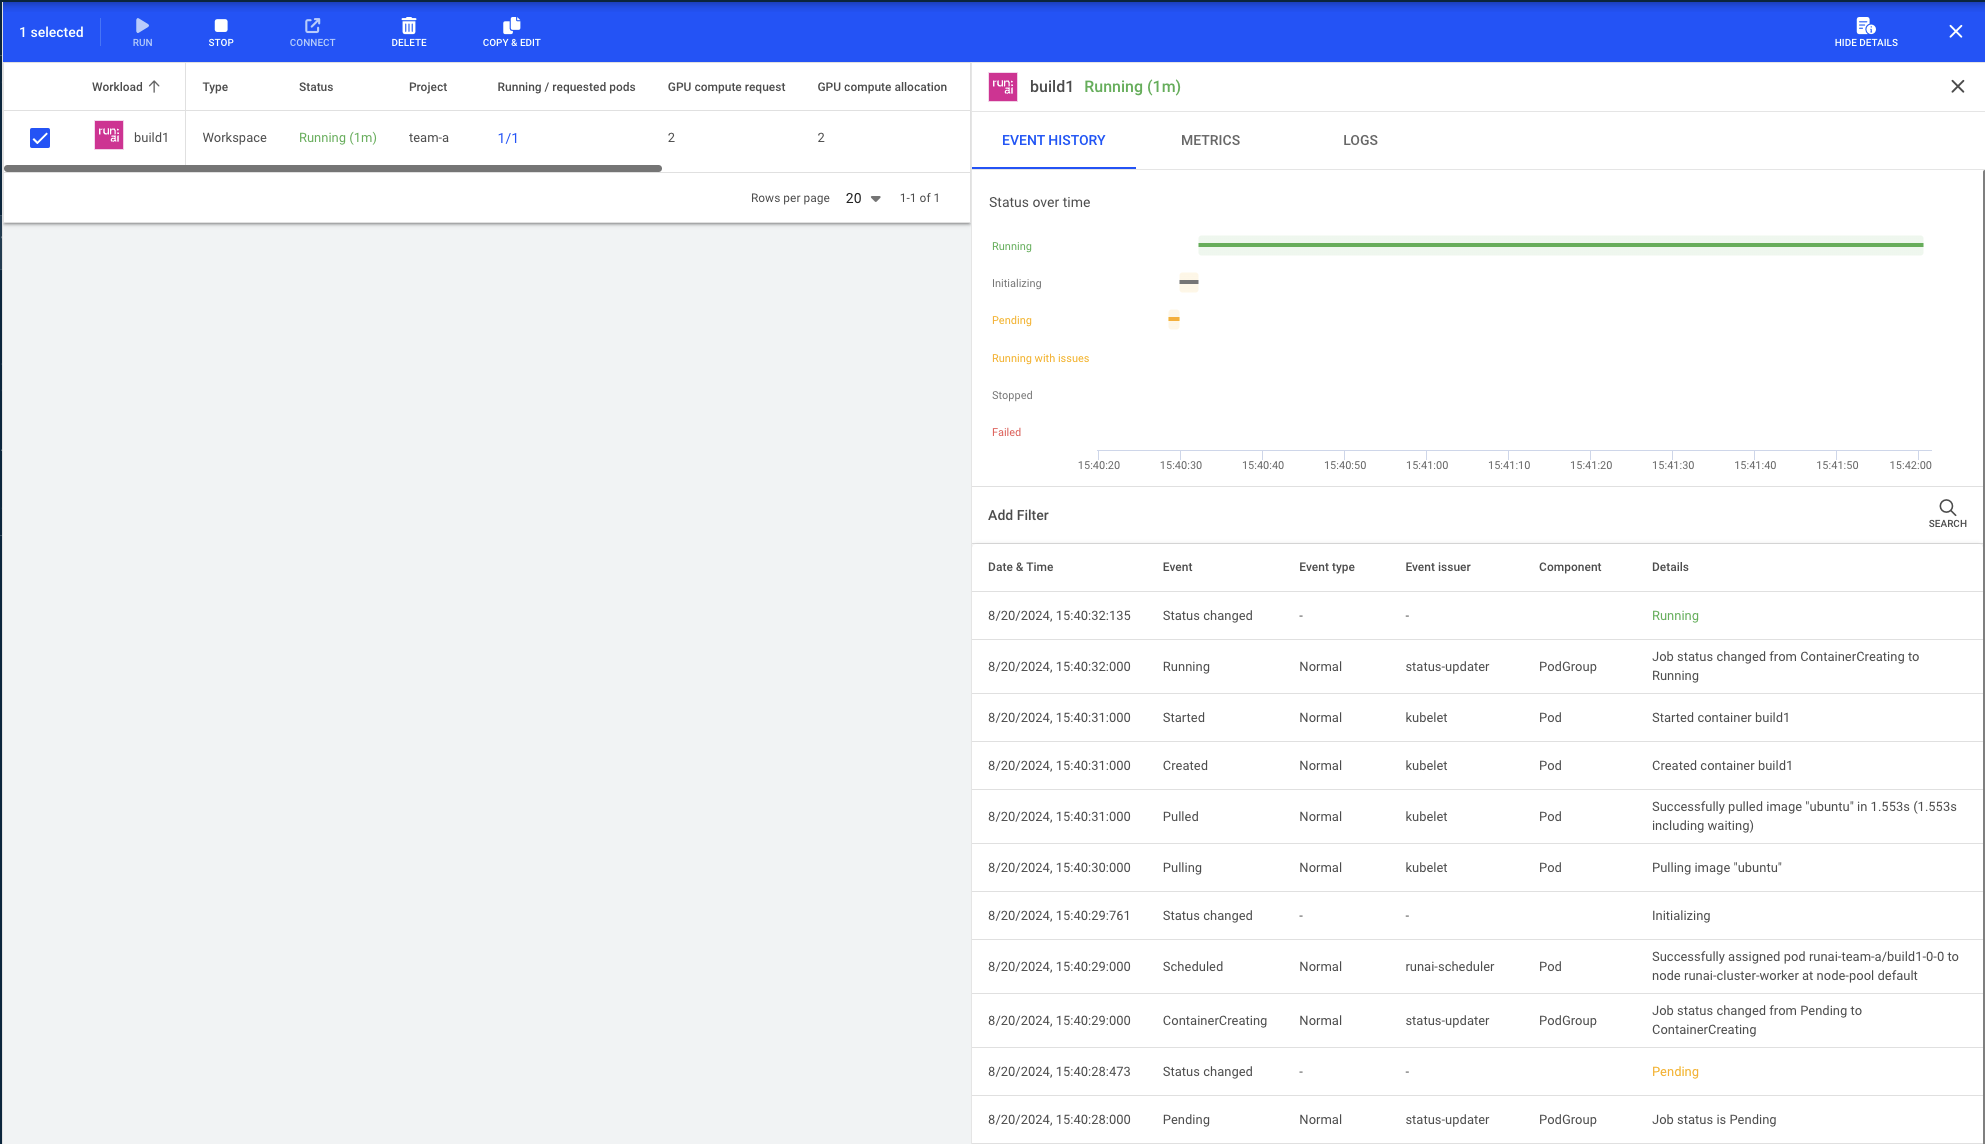 1 selected
RUN
STOP
CONNECT
DELETE
COPY & EDIT
HIDE DETAILS
Workload Type Status Project Running / requested pods GPU compute request GPU compute allocation
run: ai build1 Workspace Running (1m) team-a 1/1 2 2
Rows per page 20 1-1 of 1
run: ai build1 Running (1m)
EVENT HISTORY METRICS LOGS
Status over time
Running
Initializing
Pending
Running with issues
Stopped
Failed
15:40:20 15:40:30 15:40:40 15:40:50 15:41:00 15:41:10 15:41:20 15:41:30 15:41:40 15:41:50 15:42:00
Add Filter
SEARCH
Date & Time Event Event type Event issuer Component Details
8/20/2024, 15:40:32:135 Status changed - - Running
8/20/2024, 15:40:32:000 Running Normal status-updater PodGroup Job status changed from ContainerCreating to
Running
8/20/2024, 15:40:31:000 Started Normal kubelet Pod Started container build1
8/20/2024, 15:40:31:000 Created Normal kubelet Pod Created container build1
8/20/2024, 15:40:31:000 Pulled Normal kubelet Pod Successfully pulled image "ubuntu" in 1.553s (1.553s
including waiting)
8/20/2024, 15:40:30:000 Pulling Normal kubelet Pod Pulling image "ubuntu"
8/20/2024, 15:40:29:761 Status changed - - Initializing
8/20/2024, 15:40:29:000 Scheduled Normal runai-scheduler Pod Successfully assigned pod runai-team-a/build1-0-0 to
node runai-cluster-worker at node-pool default
8/20/2024, 15:40:29:000 ContainerCreating Normal status-updater PodGroup Job status changed from Pending to
ContainerCreating
8/20/2024, 15:40:28:473 Status changed - - Pending
8/20/2024, 15:40:28:000 Pending Normal status-updater PodGroup Job status is Pending